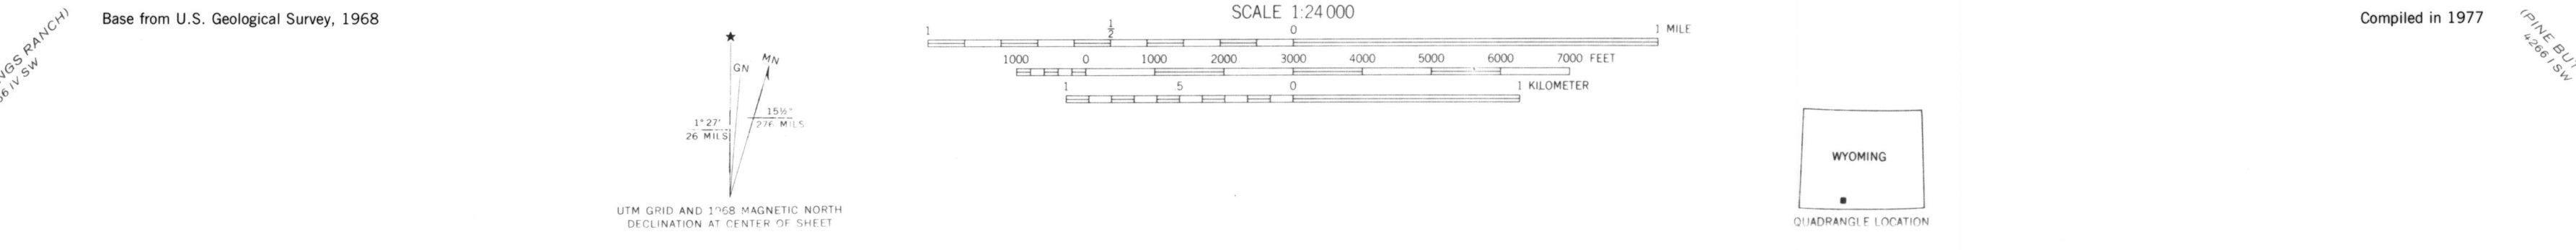 NGS RANCH)
IV SW
Base from U.S. Geological Survey, 1968
★
GN
MN
1°27'
26 MILS
15½°
276 MILS
UTM GRID AND 1968 MAGNETIC NORTH
DECLINATION AT CENTER OF SHEET
SCALE 1:24 000
1 ½ 0 1 MILE
1000 0 1000 2000 3000 4000 5000 6000 7000 FEET
1 .5 0 1 KILOMETER
WYOMING
QUADRANGLE LOCATION
Compiled in 1977
(PINE BUT
4266 I SW